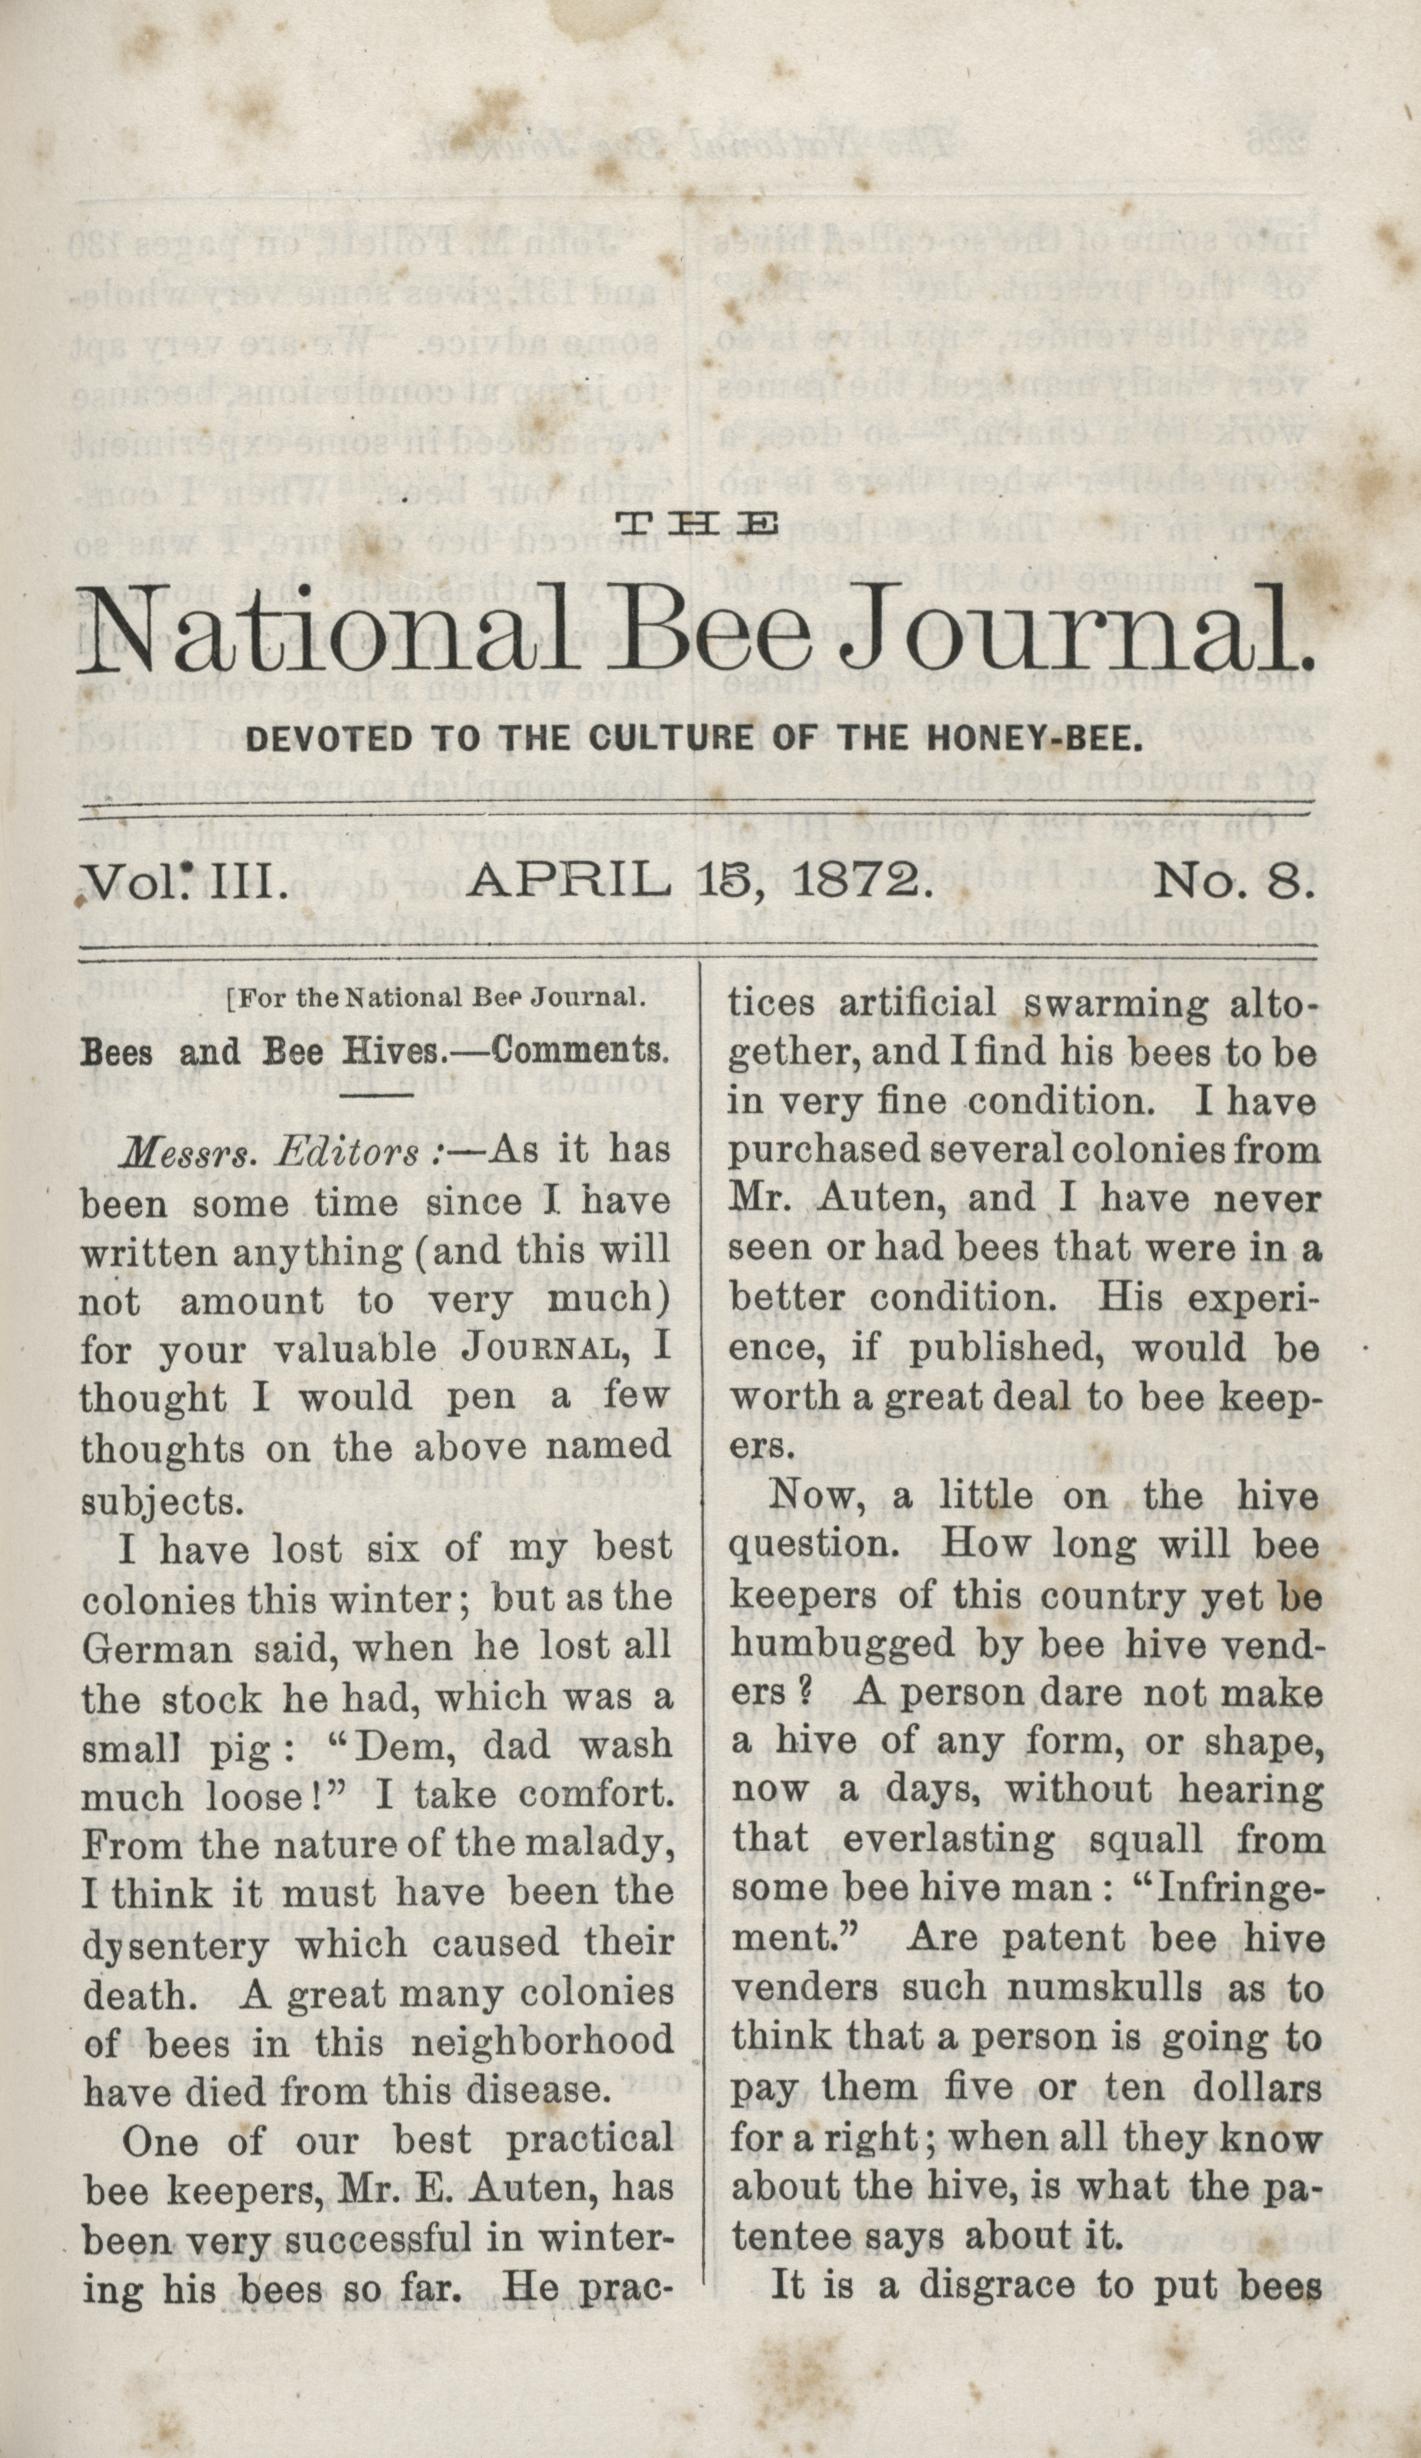 THE
National Bee Journal.
DEVOTED TO THE CULTURE OF THE HONEY-BEE.
Vol. III. APRIL 15, 1872. No. 8.
[For the National Bee Journal.
Bees and Bee Hives.—Comments.
Messrs. Editors:—As it has
been some time since I have
written anything (and this will
not amount to very much)
for your valuable JOURNAL, I
thought I would pen a few
thoughts on the above named
subjects.
I have lost six of my best
colonies this winter; but as the
German said, when he lost all
the stock he had, which was a
small pig: “Dem, dad wash
much loose!” I take comfort.
From the nature of the malady,
I think it must have been the
dysentery which caused their
death. A great many colonies
of bees in this neighborhood
have died from this disease.
One of our best practical
bee keepers, Mr. E. Auten, has
been very successful in winter-
ing his bees so far. He prac-
tices artificial swarming alto-
gether, and I find his bees to be
in very fine condition. I have
purchased several colonies from
Mr. Auten, and I have never
seen or had bees that were in a
better condition. His experi-
ence, if published, would be
worth a great deal to bee keep-
ers.
Now, a little on the hive
question. How long will bee
keepers of this country yet be
humbugged by bee hive vend-
ers? A person dare not make
a hive of any form, or shape,
now a days, without hearing
that everlasting squall from
some bee hive man: “Infringe-
ment.” Are patent bee hive
venders such numskulls as to
think that a person is going to
pay them five or ten dollars
for a right; when all they know
about the hive, is what the pa-
tentee says about it.
It is a disgrace to put bees